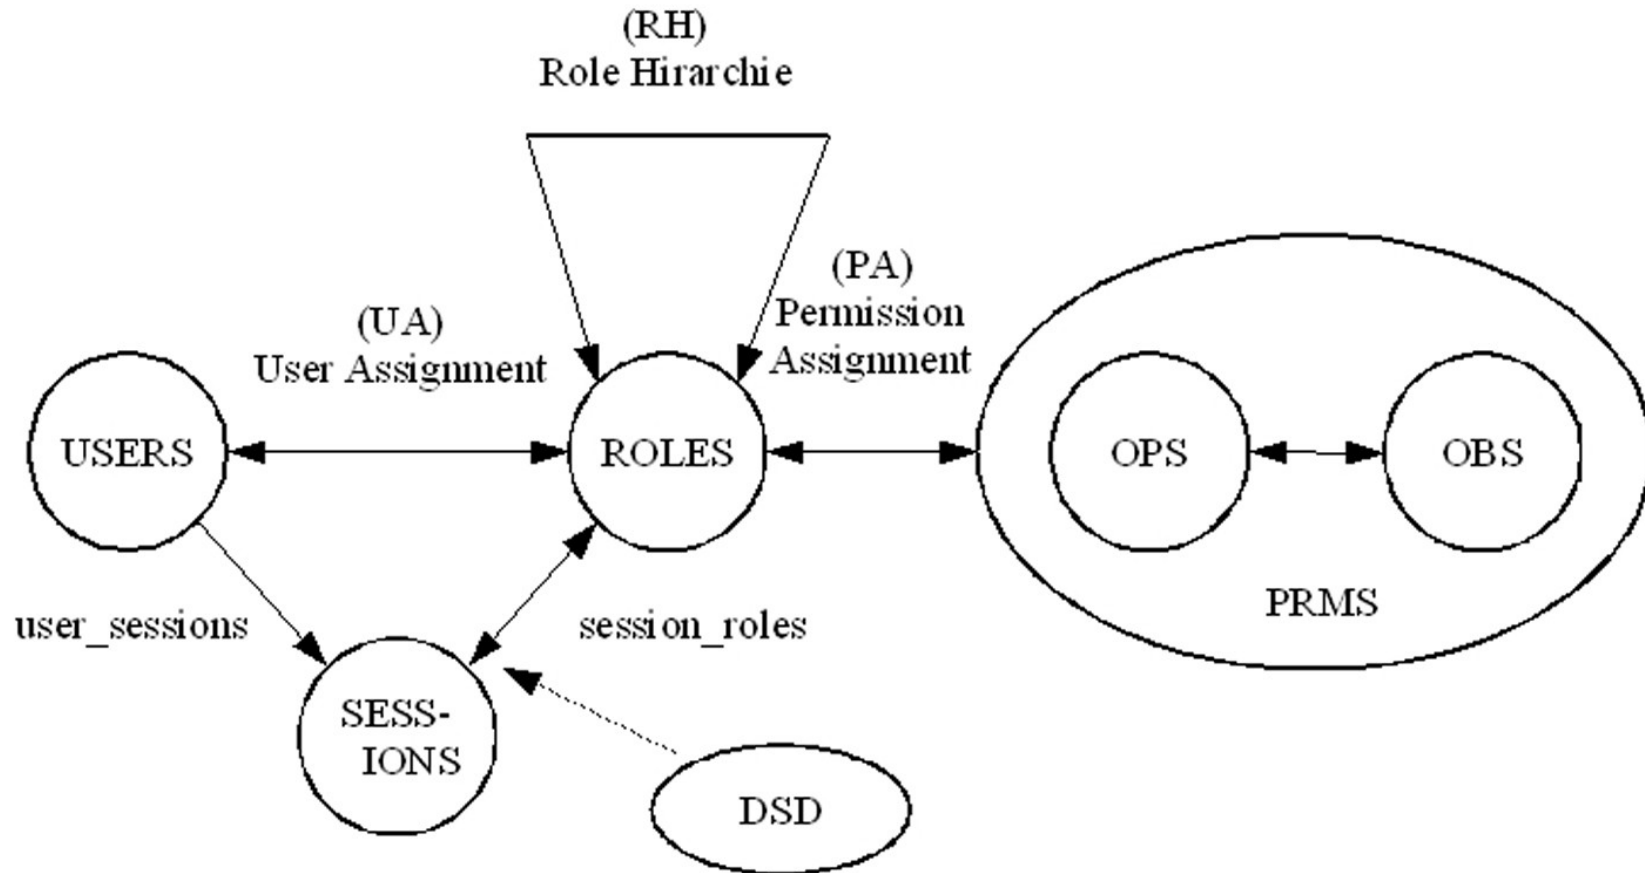 (RH)
Role Hirarchie
(PA)
Permission
Assignment
(UA)
User Assignment
USERS
ROLES
OPS
OBS
PRMS
user_sessions
session_roles
SESS-
IONS
DSD